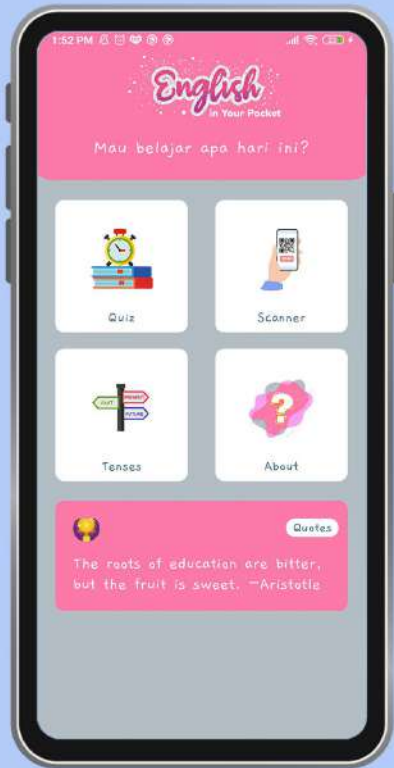 1:52 PM
English
in Your Pocket
Mau belajar apa hari ini?
Quiz
Scanner
Tenses
About
Quotes
The roots of education are bitter,
but the fruit is sweet. —Aristotle